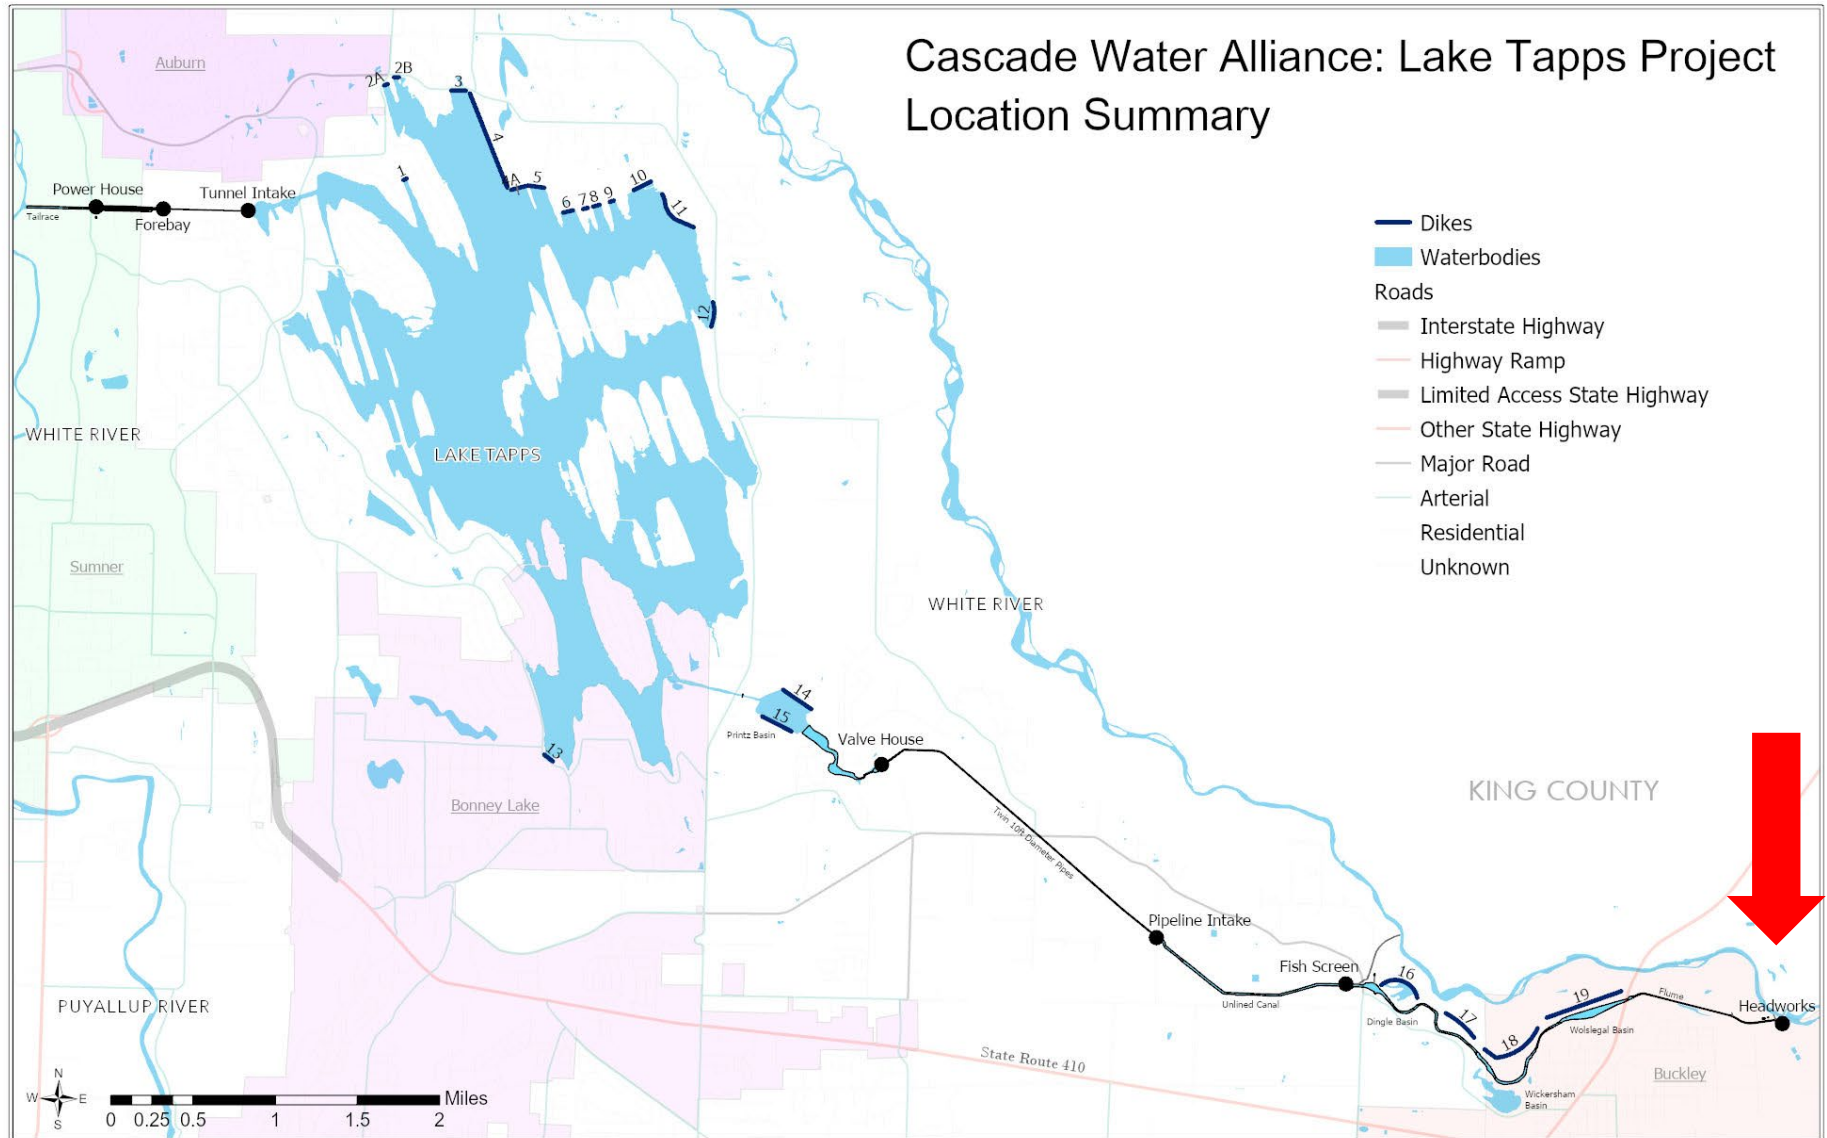 Cascade Water Alliance: Lake Tapps Project
Location Summary
Auburn
2A
2B
3
4
4A
5
1
6
7
8
9
10
11
12
Power House
Tailrace
Forebay
Tunnel Intake
Dikes
Waterbodies
Roads
Interstate Highway
Highway Ramp
Limited Access State Highway
Other State Highway
Major Road
Arterial
Residential
Unknown
WHITE RIVER
LAKE TAPPS
Sumner
WHITE RIVER
14
15
Printz Basin
Valve House
13
Bonney Lake
KING COUNTY
Twin 10ft Diameter Pipes
Pipeline Intake
Fish Screen
16
Unlined Canal
Dingle Basin
17
18
19
Wolslegal Basin
Flume
Headworks
PUYALLUP RIVER
State Route 410
Buckley
Wickersham
Basin
N
W E
S
0 0.25 0.5 1 1.5 2 Miles